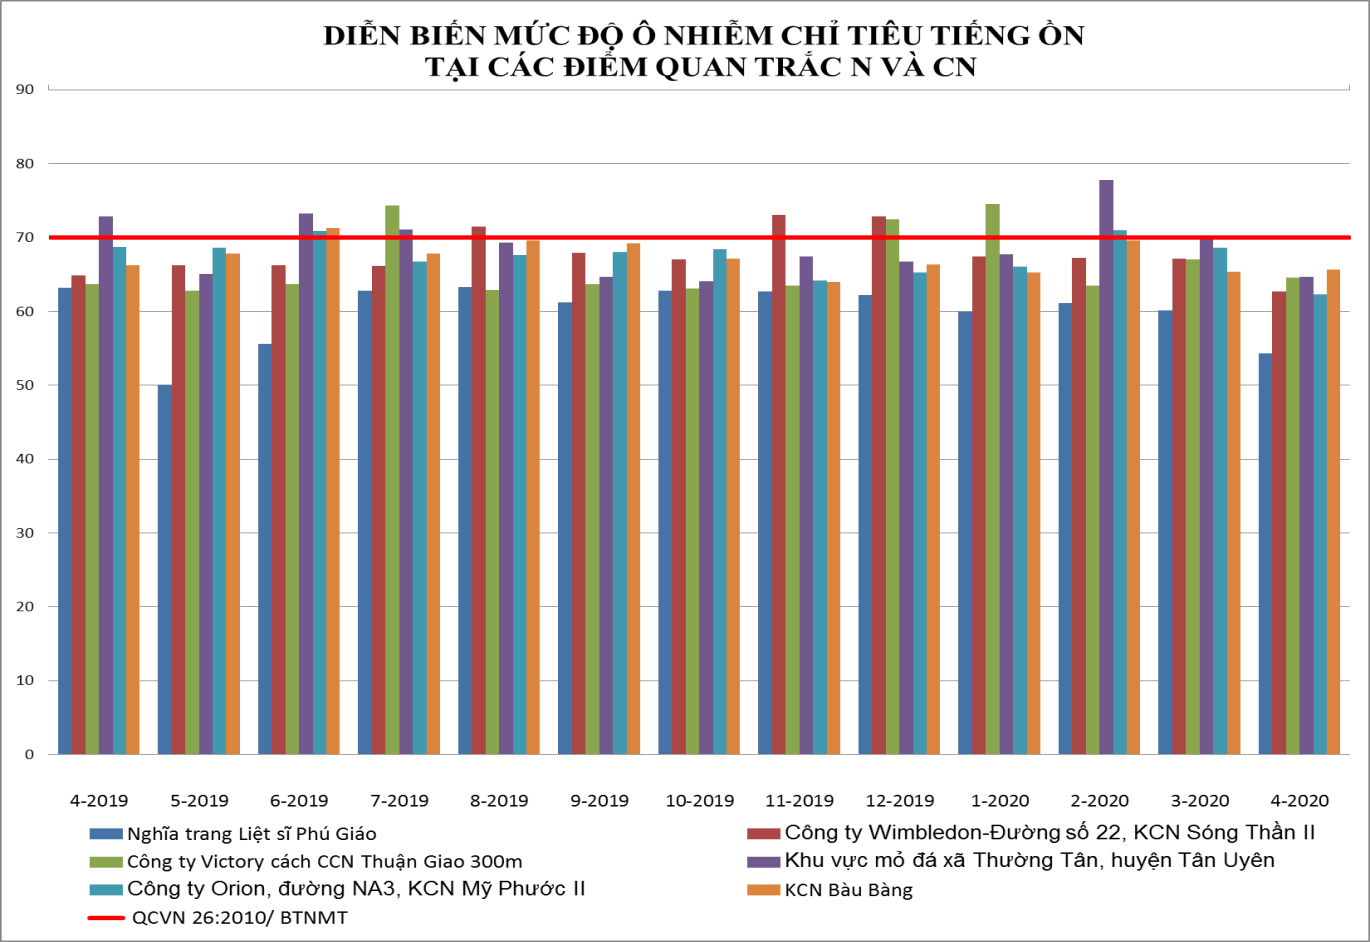 DIỄN BIẾN MỨC ĐỘ Ô NHIỄM CHỈ TIÊU TIẾNG ỒN
TẠI CÁC ĐIỂM QUAN TRẮC N VÀ CN
90
80
70
60
50
40
30
20
10
0
4-2019 5-2019 6-2019 7-2019 8-2019 9-2019 10-2019 11-2019 12-2019 1-2020 2-2020 3-2020 4-2020
Nghĩa trang Liệt sĩ Phú Giáo
Công ty Wimbledon-Đường số 22, KCN Sóng Thần II
Công ty Victory cách CCN Thuận Giao 300m
Khu vực mỏ đá xã Thường Tân, huyện Tân Uyên
Công ty Orion, đường NA3, KCN Mỹ Phước II
KCN Bàu Bàng
QCVN 26:2010/ BTNMT